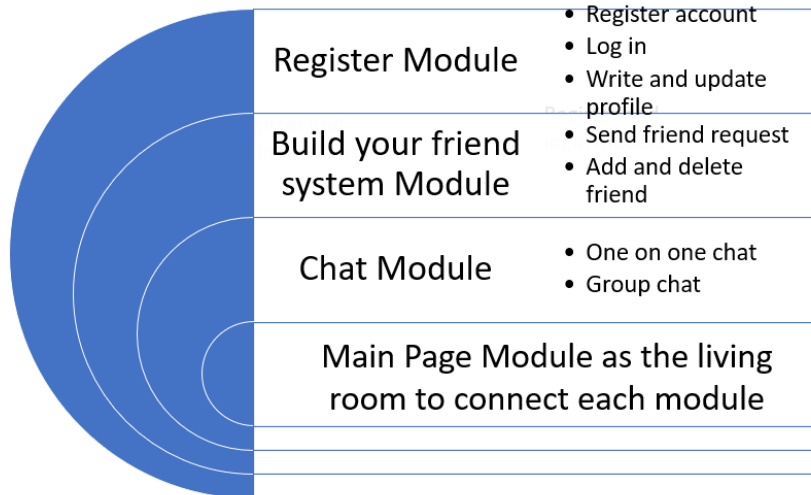 Register Module
• Register account
• Log in
• Write and update
profile
Build your friend
system Module
• Send friend request
• Add and delete
friend
Chat Module
• One on one chat
• Group chat
Main Page Module as the living
room to connect each module